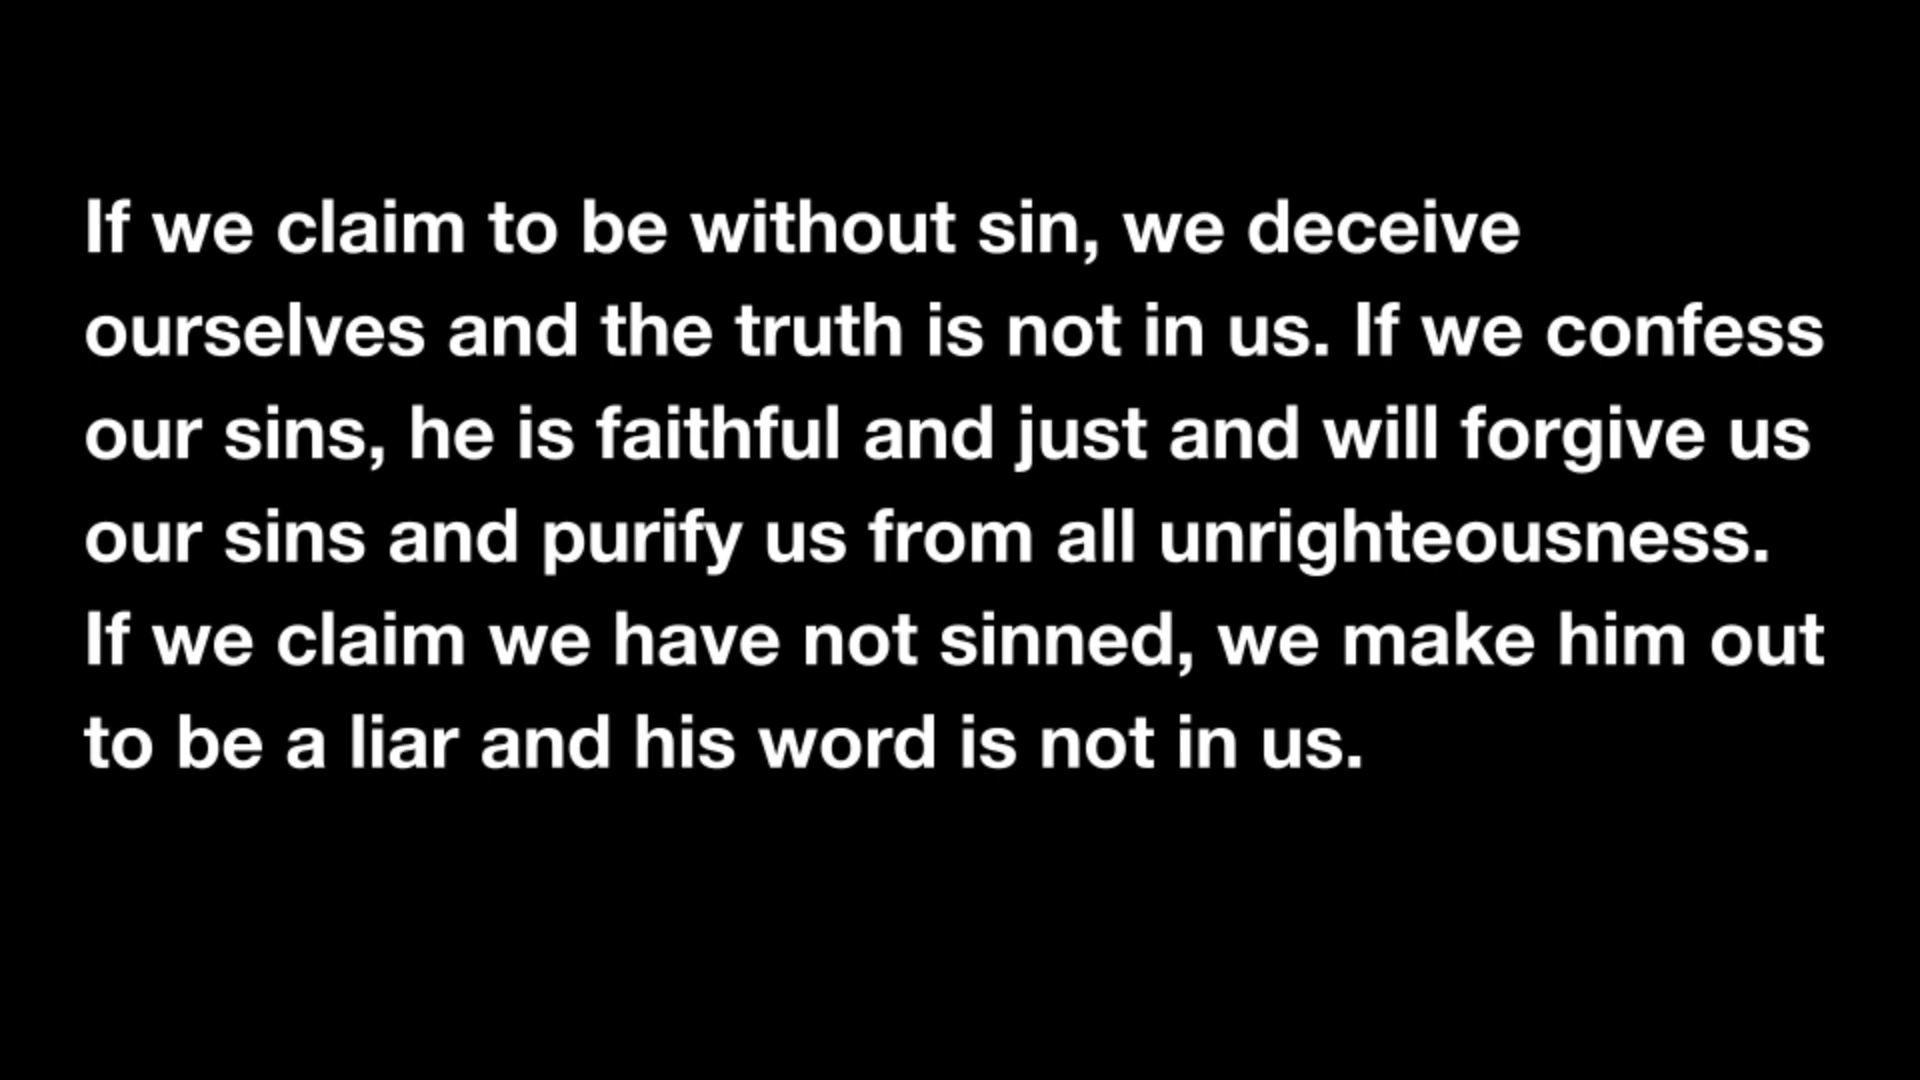 If we claim to be without sin, we deceive
ourselves and the truth is not in us. If we confess
our sins, he is faithful and just and will forgive us
our sins and purify us from all unrighteousness.
If we claim we have not sinned, we make him out
to be a liar and his word is not in us.